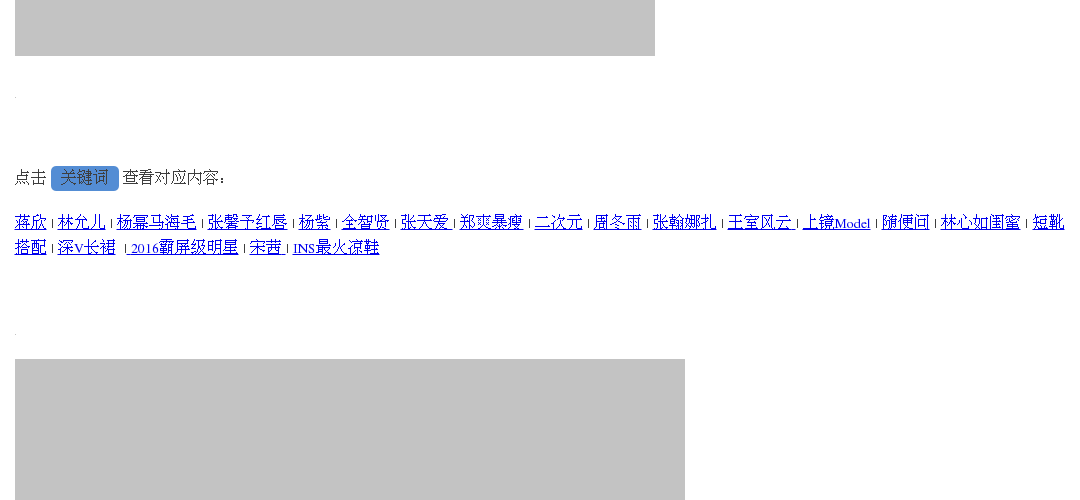 点击 关键词 查看对应内容：
蒋欣 | 林允儿 | 杨幂马海毛 | 张馨予红唇 | 杨紫 | 全智贤 | 张天爱 | 郑爽暴瘦 | 二次元 | 周冬雨 | 张翰娜扎 | 王室风云 | 上镜Model | 随便问 | 林心如闺蜜 | 短靴
搭配 | 深V长裙 | 2016霸屏级明星 | 宋茜 | INS最火凉鞋